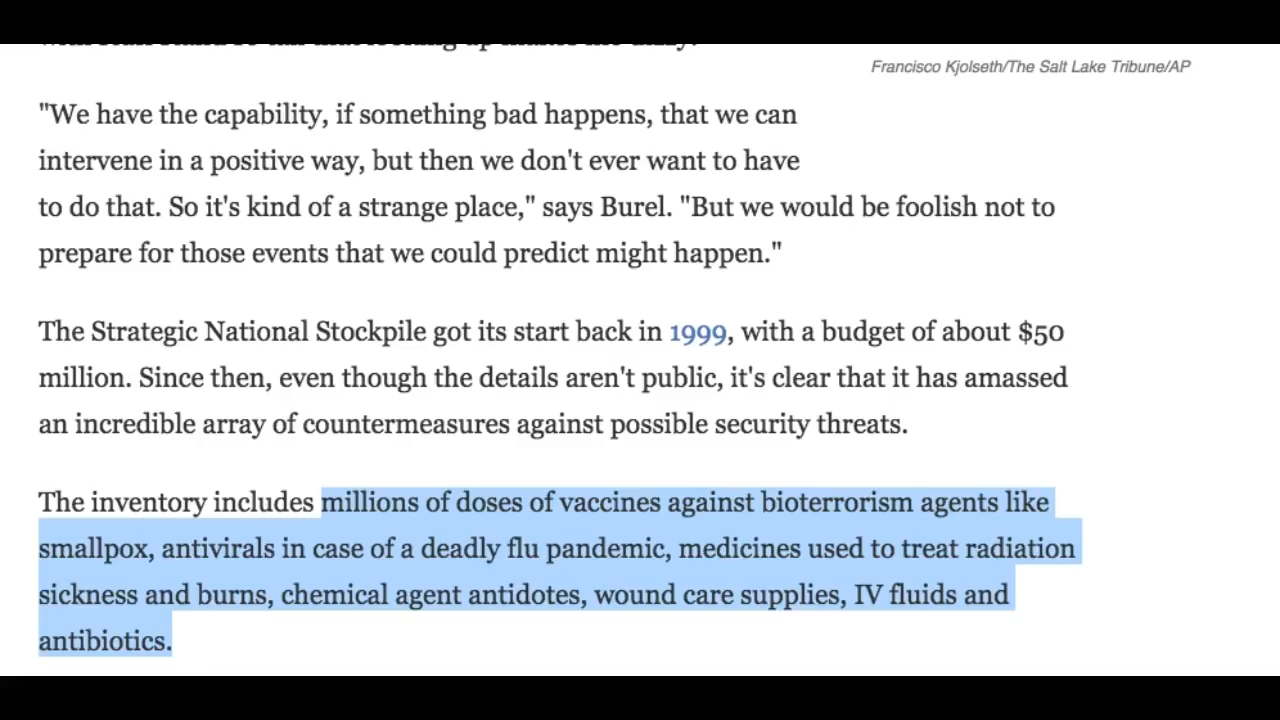 Francisco Kjolseth/The Salt Lake Tribune/AP
"We have the capability, if something bad happens, that we can
intervene in a positive way, but then we don't ever want to have
to do that. So it's kind of a strange place," says Burel. "But we would be foolish not to
prepare for those events that we could predict might happen."
The Strategic National Stockpile got its start back in 1999, with a budget of about $50
million. Since then, even though the details aren't public, it's clear that it has amassed
an incredible array of countermeasures against possible security threats.
The inventory includes millions of doses of vaccines against bioterrorism agents like
smallpox, antivirals in case of a deadly flu pandemic, medicines used to treat radiation
sickness and burns, chemical agent antidotes, wound care supplies, IV fluids and
antibiotics.